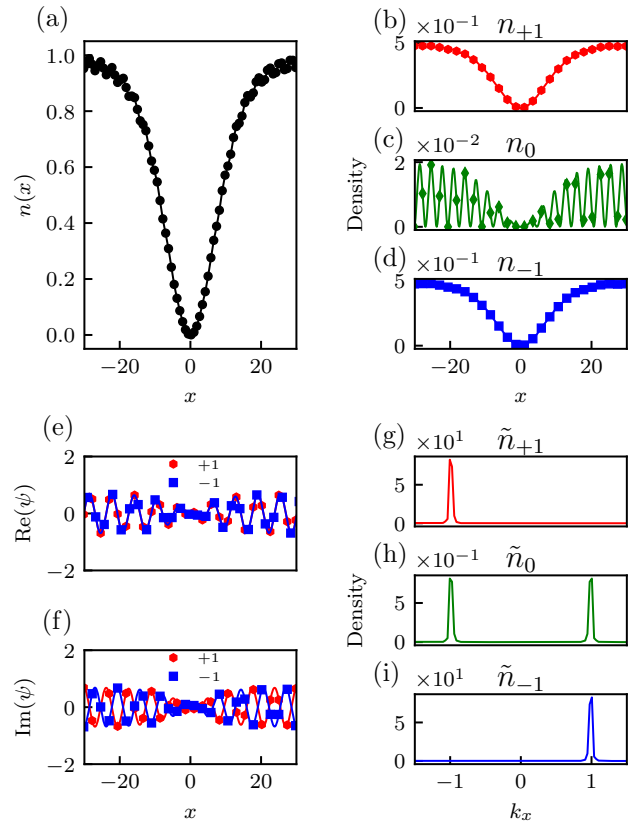 (a)
1.0
0.8
0.6
0.4
0.2
0.0
n(x)
−20 0 20
x
(b) n₊₁
×10⁻¹
5
0
(c) n₀
×10⁻²
2
0
Density
(d) n₋₁
×10⁻¹
5
0
−20 0 20
x
(e)
2
0
−2
Re(ψ)
+1
−1
(f)
2
0
−2
Im(ψ)
+1
−1
−20 0 20
x
(g) ñ₊₁
×10¹
5
0
(h) ñ₀
×10⁻¹
5
0
Density
(i) ñ₋₁
×10¹
5
0
−1 0 1
kₓ